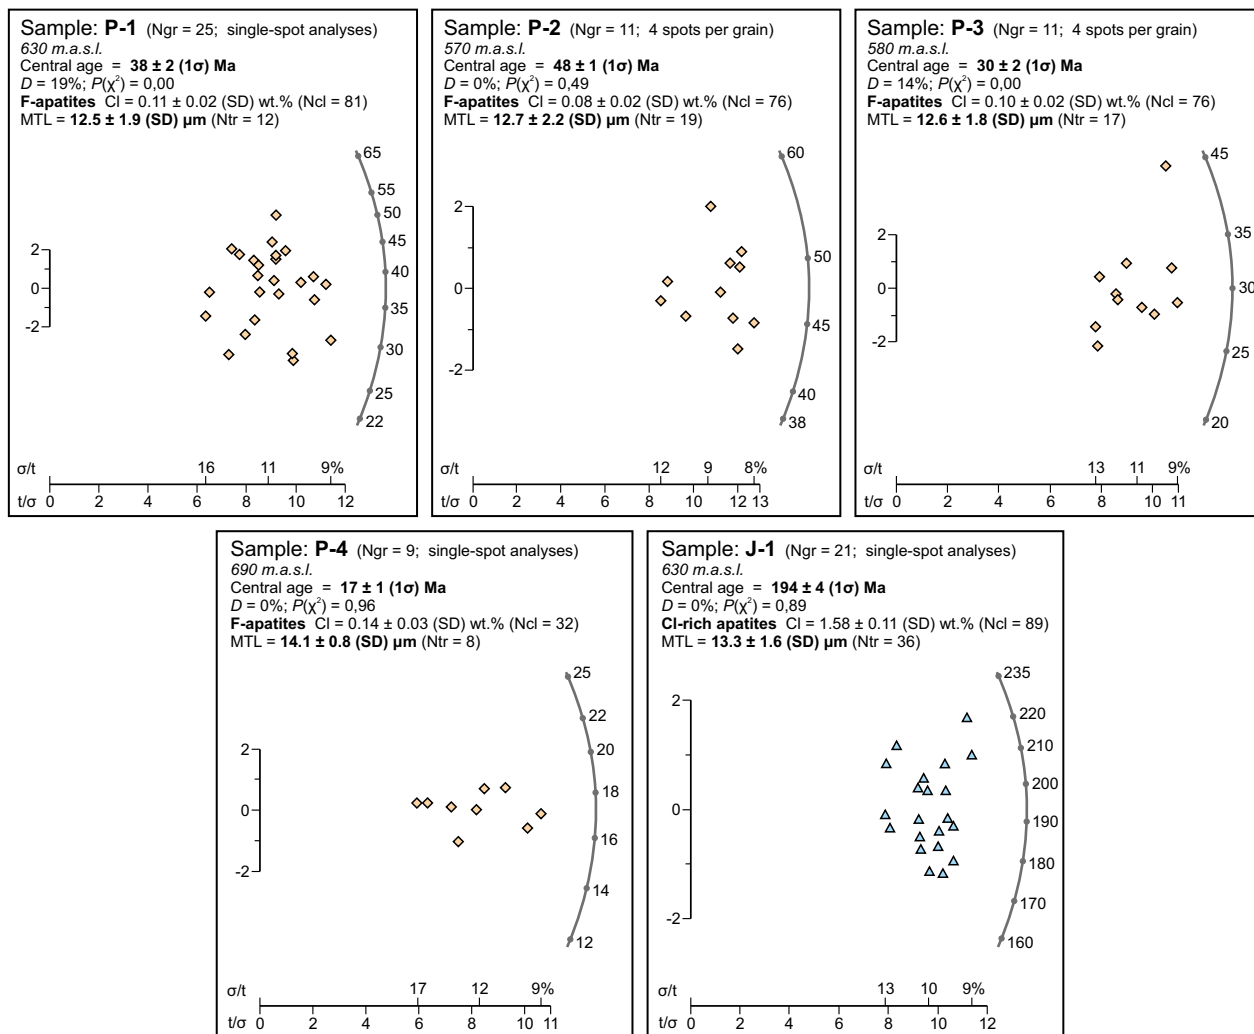 Sample: P-1 (Ngr = 25; single-spot analyses)
630 m.a.s.l.
Central age = 38 ± 2 (1σ) Ma
D = 19%; P(χ²) = 0,00
F-apatites Cl = 0.11 ± 0.02 (SD) wt.% (Ncl = 81)
MTL = 12.5 ± 1.9 (SD) µm (Ntr = 12)
65
55
50
45
40
35
30
25
22
2
0
-2
σ/t 16 11 9%
t/σ 0 2 4 6 8 10 12
Sample: P-2 (Ngr = 11; 4 spots per grain)
570 m.a.s.l.
Central age = 48 ± 1 (1σ) Ma
D = 0%; P(χ²) = 0,49
F-apatites Cl = 0.08 ± 0.02 (SD) wt.% (Ncl = 76)
MTL = 12.7 ± 2.2 (SD) µm (Ntr = 19)
60
50
45
40
38
2
0
-2
σ/t 12 9 8%
t/σ 0 2 4 6 8 10 12 13
Sample: P-3 (Ngr = 11; 4 spots per grain)
580 m.a.s.l.
Central age = 30 ± 2 (1σ) Ma
D = 14%; P(χ²) = 0,00
F-apatites Cl = 0.10 ± 0.02 (SD) wt.% (Ncl = 76)
MTL = 12.6 ± 1.8 (SD) µm (Ntr = 17)
45
35
30
25
20
2
0
-2
σ/t 13 11 9%
t/σ 0 2 4 6 8 10 11
Sample: P-4 (Ngr = 9; single-spot analyses)
690 m.a.s.l.
Central age = 17 ± 1 (1σ) Ma
D = 0%; P(χ²) = 0,96
F-apatites Cl = 0.14 ± 0.03 (SD) wt.% (Ncl = 32)
MTL = 14.1 ± 0.8 (SD) µm (Ntr = 8)
25
22
20
18
16
14
12
2
0
-2
σ/t 17 12 9%
t/σ 0 2 4 6 8 10 11
Sample: J-1 (Ngr = 21; single-spot analyses)
630 m.a.s.l.
Central age = 194 ± 4 (1σ) Ma
D = 0%; P(χ²) = 0,89
Cl-rich apatites Cl = 1.58 ± 0.11 (SD) wt.% (Ncl = 89)
MTL = 13.3 ± 1.6 (SD) µm (Ntr = 36)
235
220
210
200
190
180
170
160
2
0
-2
σ/t 13 10 9%
t/σ 0 2 4 6 8 10 12